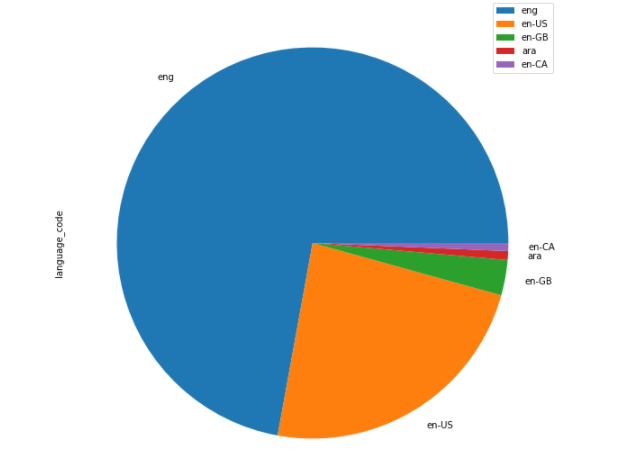 eng
en-US
en-GB
ara
en-CA
eng
language_code
en-CA
ara
en-GB
en-US